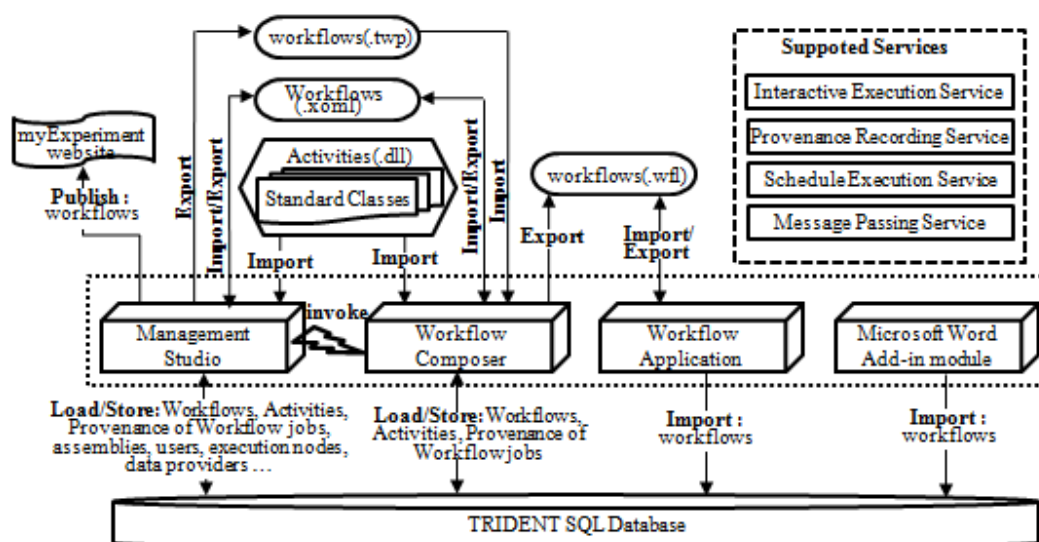 workflows(.twp)
Workflows
(.xoml)
myExperiment
website
Activities(.dll)
Standard Classes
workflows(.wfl)
Suppoted Services
Interactive Execution Service
Provenance Recording Service
Schedule Execution Service
Message Passing Service
Publish :
workflows
Export
Import/Export
Import
Import
Import/Export
Import
Export
Import/
Export
invoke
Management
Studio
Workflow
Composer
Workflow
Application
Microsoft Word
Add-in module
Load/Store: Workflows, Activities,
Provenance of Workflow jobs,
assemblies, users, execution nodes,
data providers ...
Load/Store: Workflows,
Activities, Provenance of
Workflow jobs
Import :
workflows
Import :
workflows
TRIDENT SQL Database